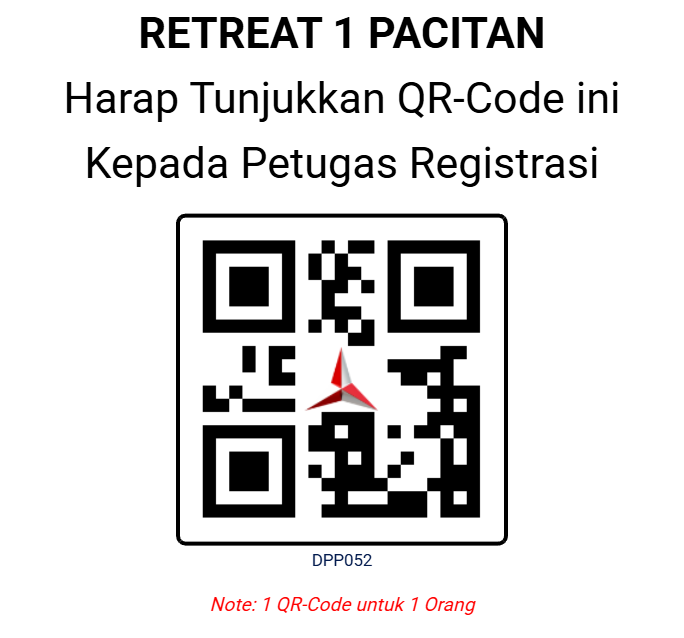 RETREAT 1 PACITAN
Harap Tunjukkan QR-Code ini
Kepada Petugas Registrasi
DPP052
Note: 1 QR-Code untuk 1 Orang